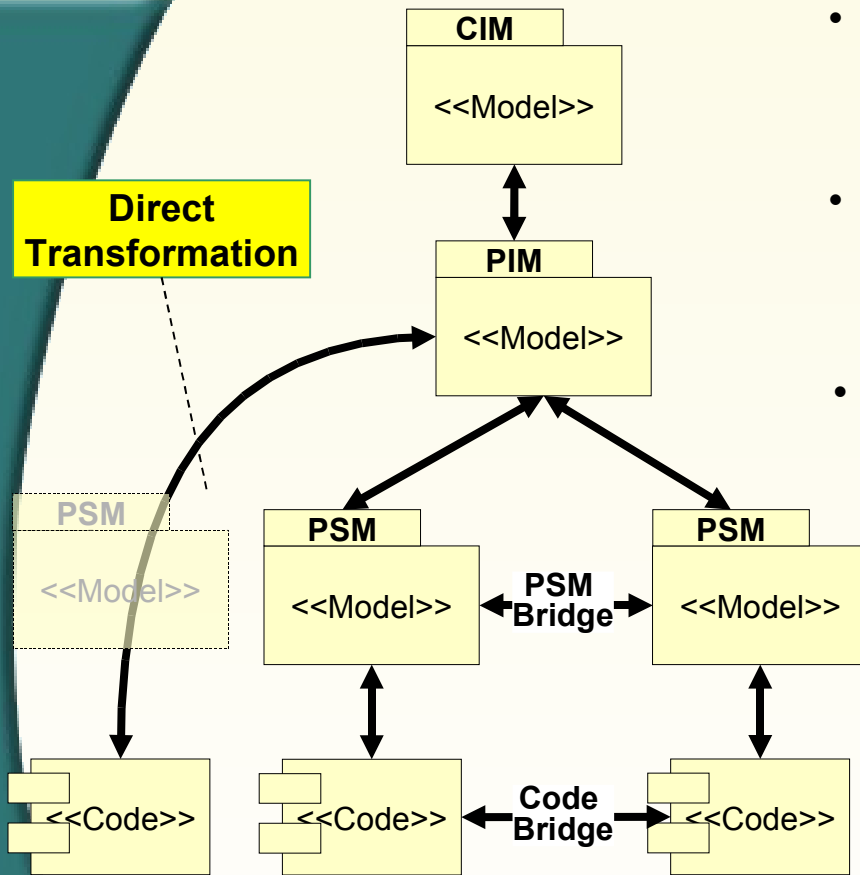 CIM
<<Model>>
Direct
Transformation
PIM
<<Model>>
PSM
<<Model>>
PSM
<<Model>>
PSM
Bridge
PSM
<<Model>>
<<Code>>
<<Code>>
Code
Bridge
<<Code>>